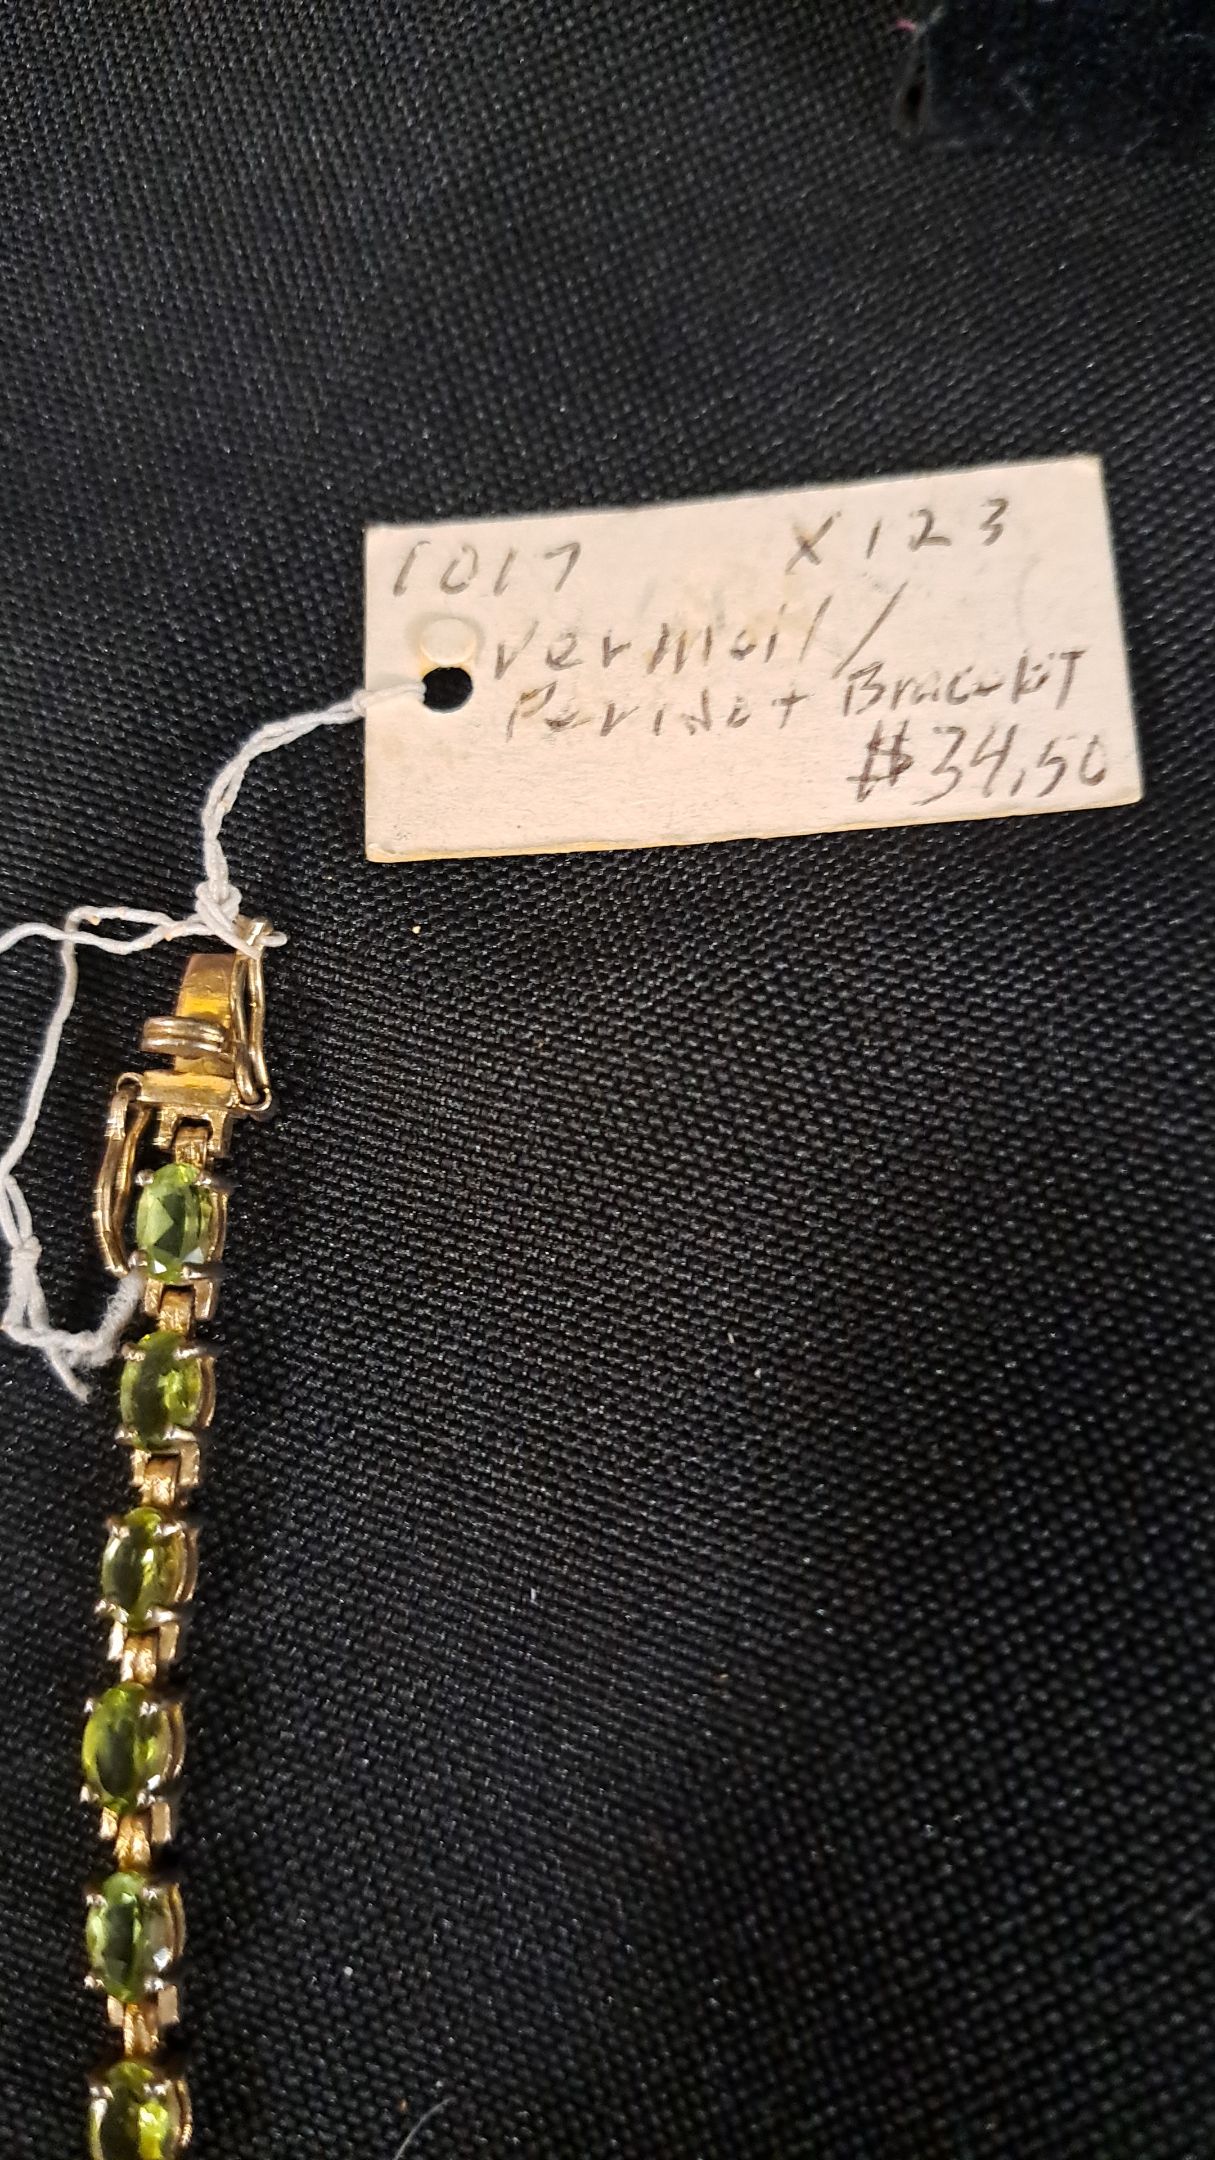 1017 X123
Vermeil/
Peridot Bracelet
$34.50